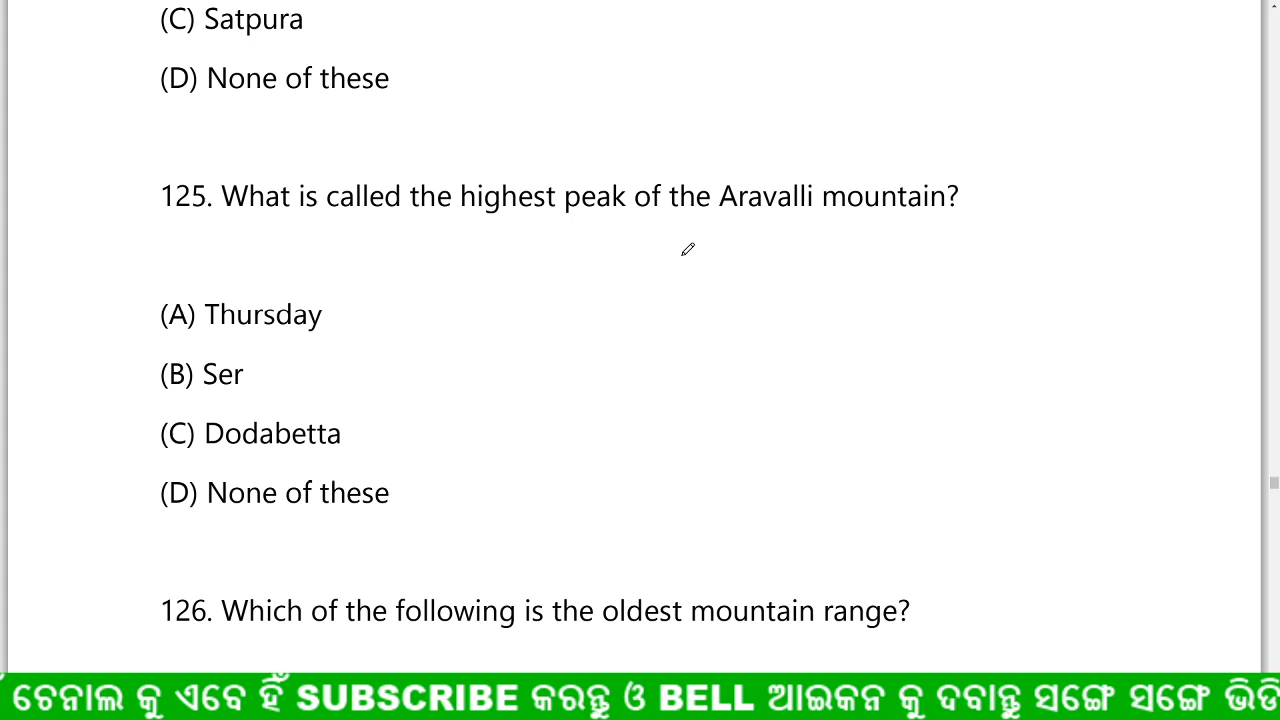 (C) Satpura
(D) None of these
125. What is called the highest peak of the Aravalli mountain?
(A) Thursday
(B) Ser
(C) Dodabetta
(D) None of these
126. Which of the following is the oldest mountain range?
ଚେନାଲ କୁ ଏବେ ହିଁ SUBSCRIBE କରନ୍ତୁ ଓ BELL ଆଇକନ କୁ ଦବାନ୍ତୁ ସଙ୍ଗେ ସଙ୍ଗେ